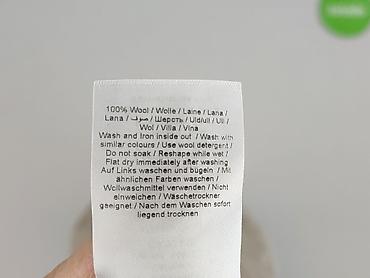 100% Wool / Wolle / Laine / Lana /
Lana / صوف / Шерсть / Uld/ull / Ull /
Wol / Villa / Vlna
Wash and Iron inside out / Wash with
similar colours / Use wool detergent /
Do not soak / Reshape while wet /
Flat dry immediately after washing
Auf Links waschen und bügeln / Mit
ähnlichen Farben waschen /
Wollwaschmittel verwenden / Nicht
einweichen / Wäschetrockner
geeignet / Nach dem Waschen sofort
liegend trocknen